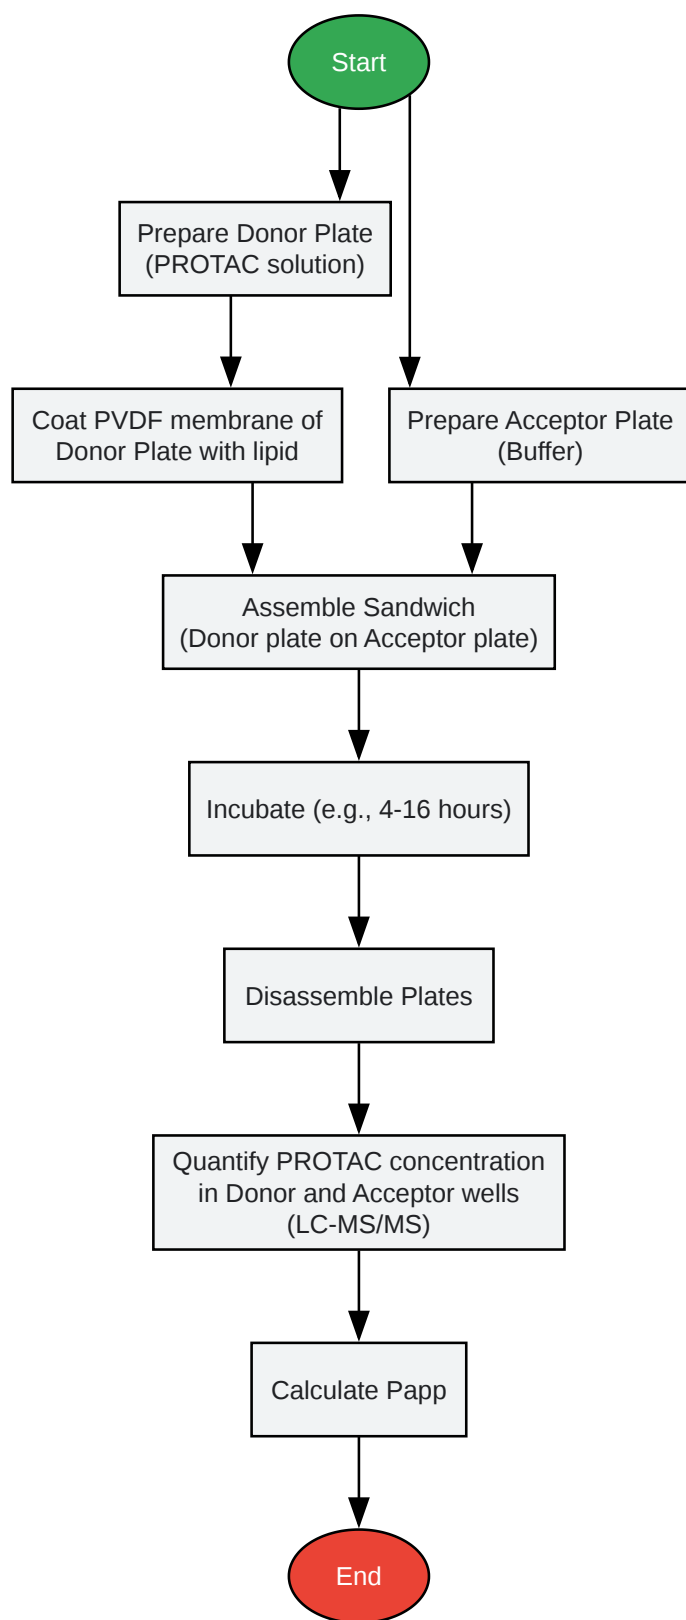 Start
Prepare Donor Plate
(PROTAC solution)
Coat PVDF membrane of
Donor Plate with lipid
Prepare Acceptor Plate
(Buffer)
Assemble Sandwich
(Donor plate on Acceptor plate)
Incubate (e.g., 4-16 hours)
Disassemble Plates
Quantify PROTAC concentration
in Donor and Acceptor wells
(LC-MS/MS)
Calculate Papp
End